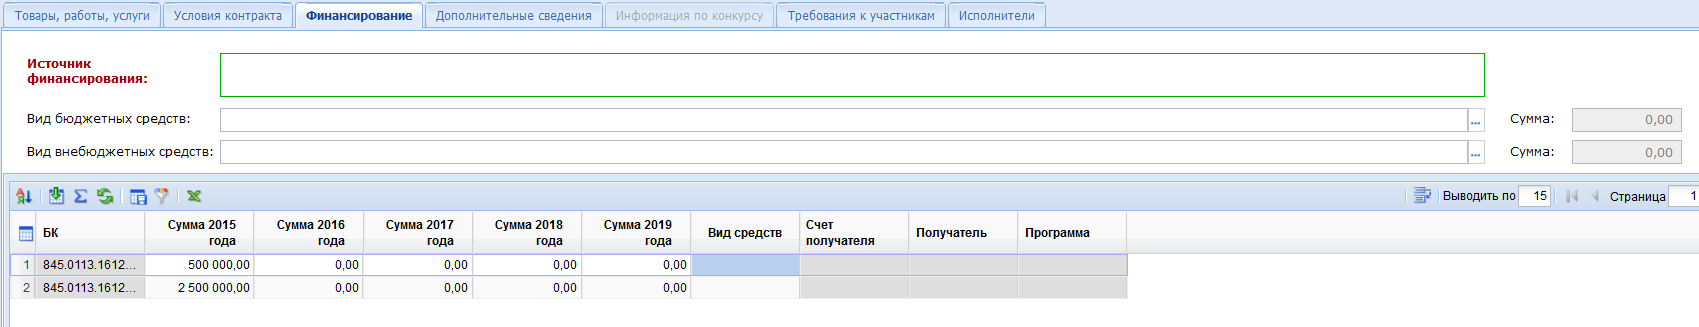 Товары, работы, услуги Условия контракта Финансирование Дополнительные сведения Информация по конкурсу Требования к участникам Исполнители
Источник
финансирования:
Вид бюджетных средств: ... Сумма: 0,00
Вид внебюджетных средств: ... Сумма: 0,00
Выводить по 15 Страница 1
БК Сумма 2015 года Сумма 2016 года Сумма 2017 года Сумма 2018 года Сумма 2019 года Вид средств Счет получателя Получатель Программа
1 845.0113.1612... 500 000,00 0,00 0,00 0,00 0,00
2 845.0113.1612... 2 500 000,00 0,00 0,00 0,00 0,00